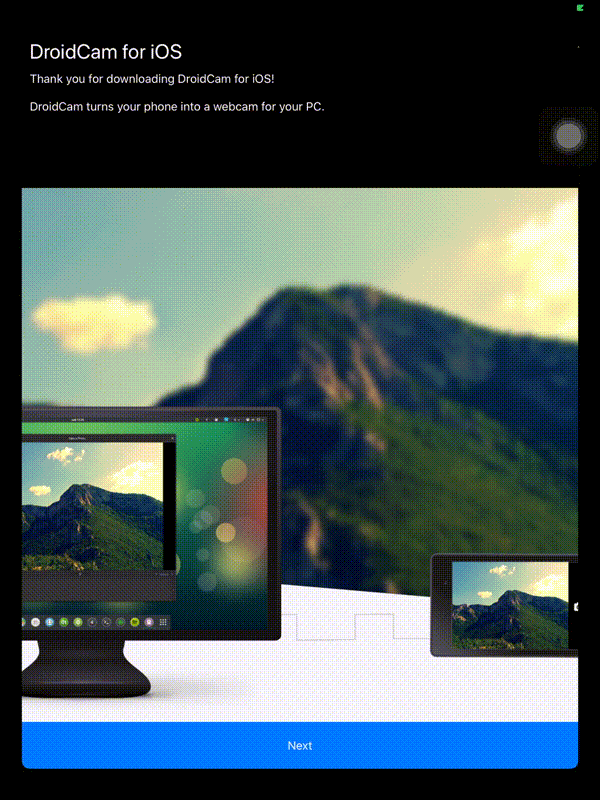 DroidCam for iOS
Thank you for downloading DroidCam for iOS!
DroidCam turns your phone into a webcam for your PC.
Next